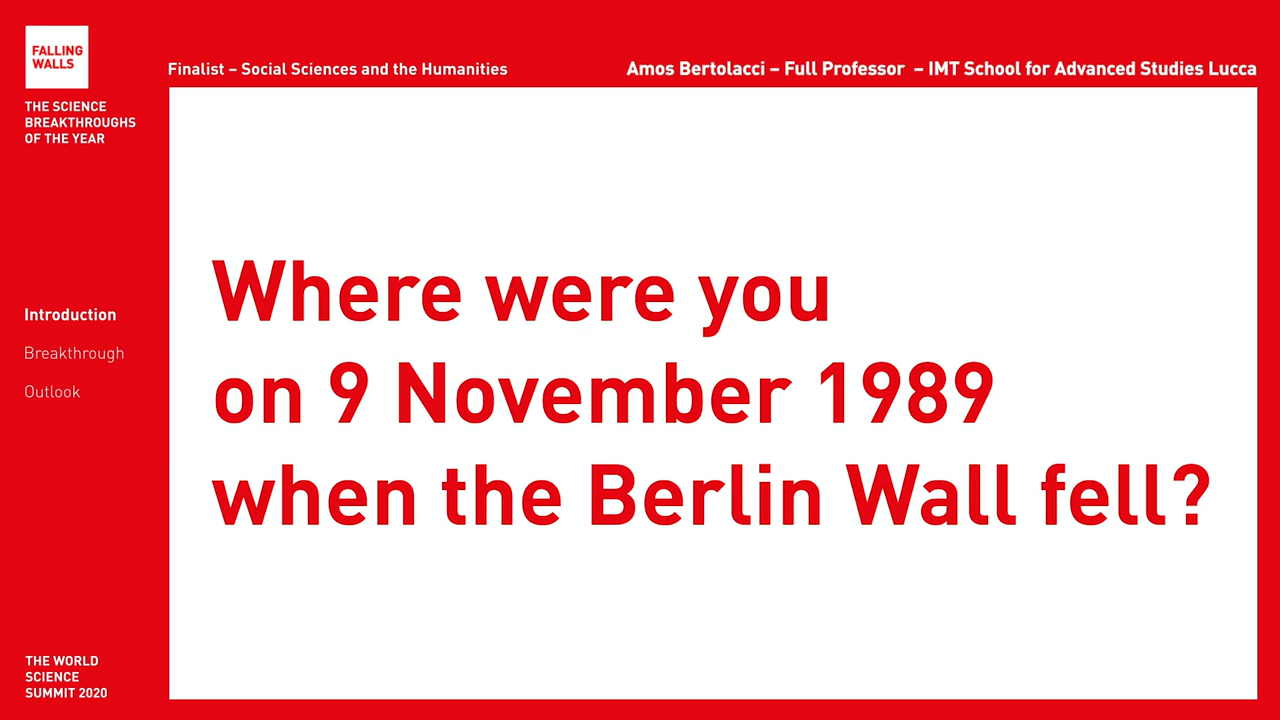 FALLING
WALLS
THE SCIENCE
BREAKTHROUGHS
OF THE YEAR
Finalist – Social Sciences and the Humanities
Amos Bertolacci – Full Professor – IMT School for Advanced Studies Lucca
Introduction
Breakthrough
Outlook
Where were you
on 9 November 1989
when the Berlin Wall fell?
THE WORLD
SCIENCE
SUMMIT 2020